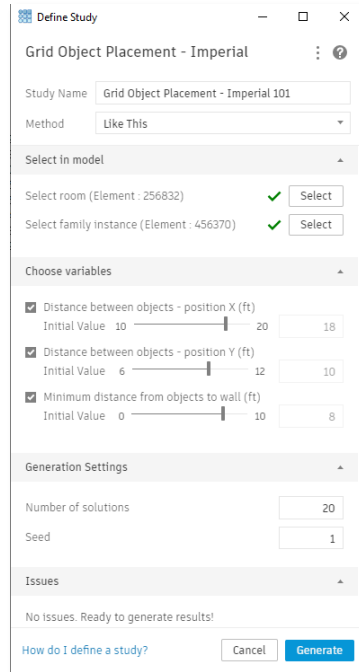 Define Study
Grid Object Placement - Imperial
Study Name Grid Object Placement - Imperial 101
Method Like This
Select in model
Select room (Element : 256832) Select
Select family instance (Element : 456370) Select
Choose variables
Distance between objects - position X (ft)
Initial Value 10 20 18
Distance between objects - position Y (ft)
Initial Value 6 12 10
Minimum distance from objects to wall (ft)
Initial Value 0 10 8
Generation Settings
Number of solutions 20
Seed 1
Issues
No issues. Ready to generate results!
How do I define a study? Cancel Generate